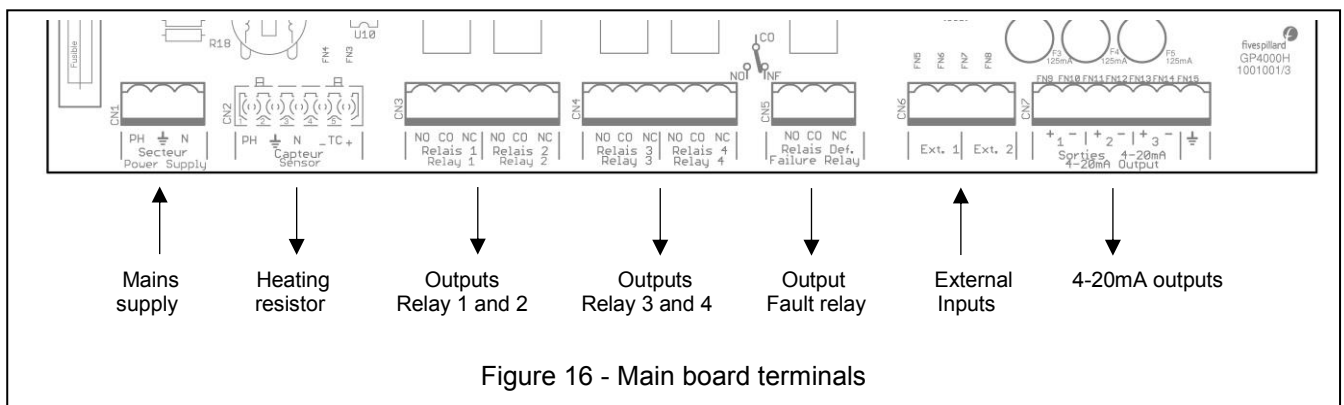 Fusible
R18
U10
FN4
FN3
CO
NO
INF
FN5
FN6
FN7
FN8
F3
125mA
F4
125mA
F5
125mA
fivespillard
GP4000H
1001001/3
FN9 FN10 FN11 FN12 FN13 FN14 FN15
CN1
CN2
CN3
CN4
CN5
CN6
CN7
PH N
Secteur
Power Supply
PH N _TC +
Capteur
Sensor
NO CO NC NO CO NC
Relais 1 Relais 2
Relay 1 Relay 2
NO CO NC NO CO NC
Relais 3 Relais 4
Relay 3 Relay 4
NO CO NC
Relais Def.
Failure Relay
Ext. 1 Ext. 2
+ - + - + -
1 2 3
Sorties 4-20mA
4-20mA Output
Mains
supply
Heating
resistor
Outputs
Relay 1 and 2
Outputs
Relay 3 and 4
Output
Fault relay
External
Inputs
4-20mA outputs
Figure 16 - Main board terminals